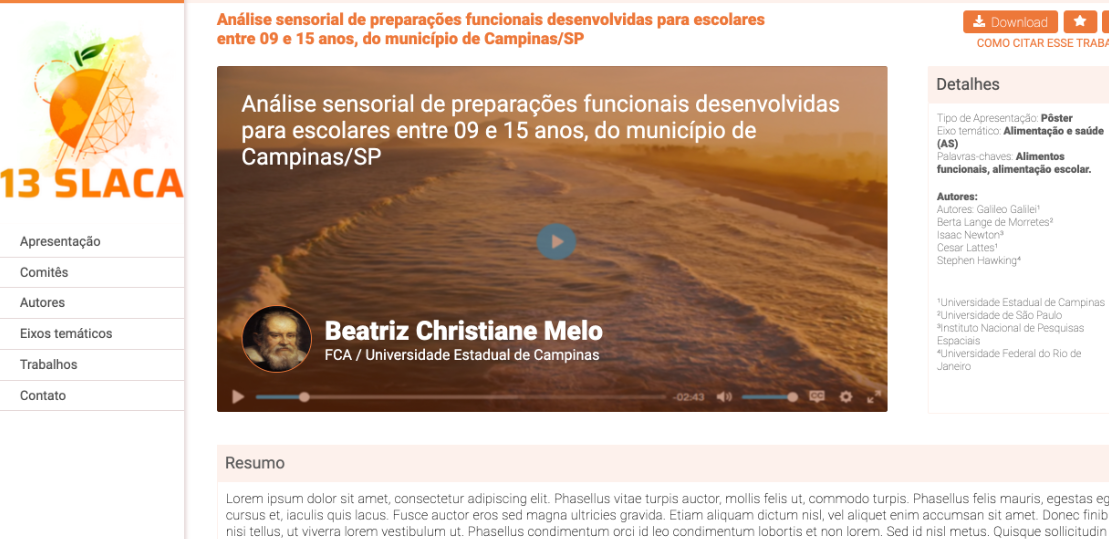 13 SLACA
Apresentação
Comitês
Autores
Eixos temáticos
Trabalhos
Contato
Análise sensorial de preparações funcionais desenvolvidas para escolares
entre 09 e 15 anos, do município de Campinas/SP
Download
COMO CITAR ESSE TRABA
Análise sensorial de preparações funcionais desenvolvidas
para escolares entre 09 e 15 anos, do município de
Campinas/SP
Beatriz Christiane Melo
FCA / Universidade Estadual de Campinas
-02:43
CC
Detalhes
Tipo de Apresentação: Pôster
Eixo temático: Alimentação e saúde
(AS)
Palavras-chaves: Alimentos
funcionais, alimentação escolar.
Autores:
Autores: Galileo Galilei¹
Berta Lange de Morretes²
Isaac Newton³
Cesar Lattes¹
Stephen Hawking⁴
¹Universidade Estadual de Campinas
²Universidade de São Paulo
³Instituto Nacional de Pesquisas
Espaciais
⁴Universidade Federal do Rio de
Janeiro
Resumo
Lorem ipsum dolor sit amet, consectetur adipiscing elit. Phasellus vitae turpis auctor, mollis felis ut, commodo turpis. Phasellus felis mauris, egestas eg
cursus et, iaculis quis lacus. Fusce auctor eros sed magna ultricies gravida. Etiam aliquam dictum nisl, vel aliquet enim accumsan sit amet. Donec finib
nisi tellus, ut viverra lorem vestibulum ut. Phasellus condimentum orci id leo condimentum lobortis et non lorem. Sed id nisl metus. Quisque sollicitudin